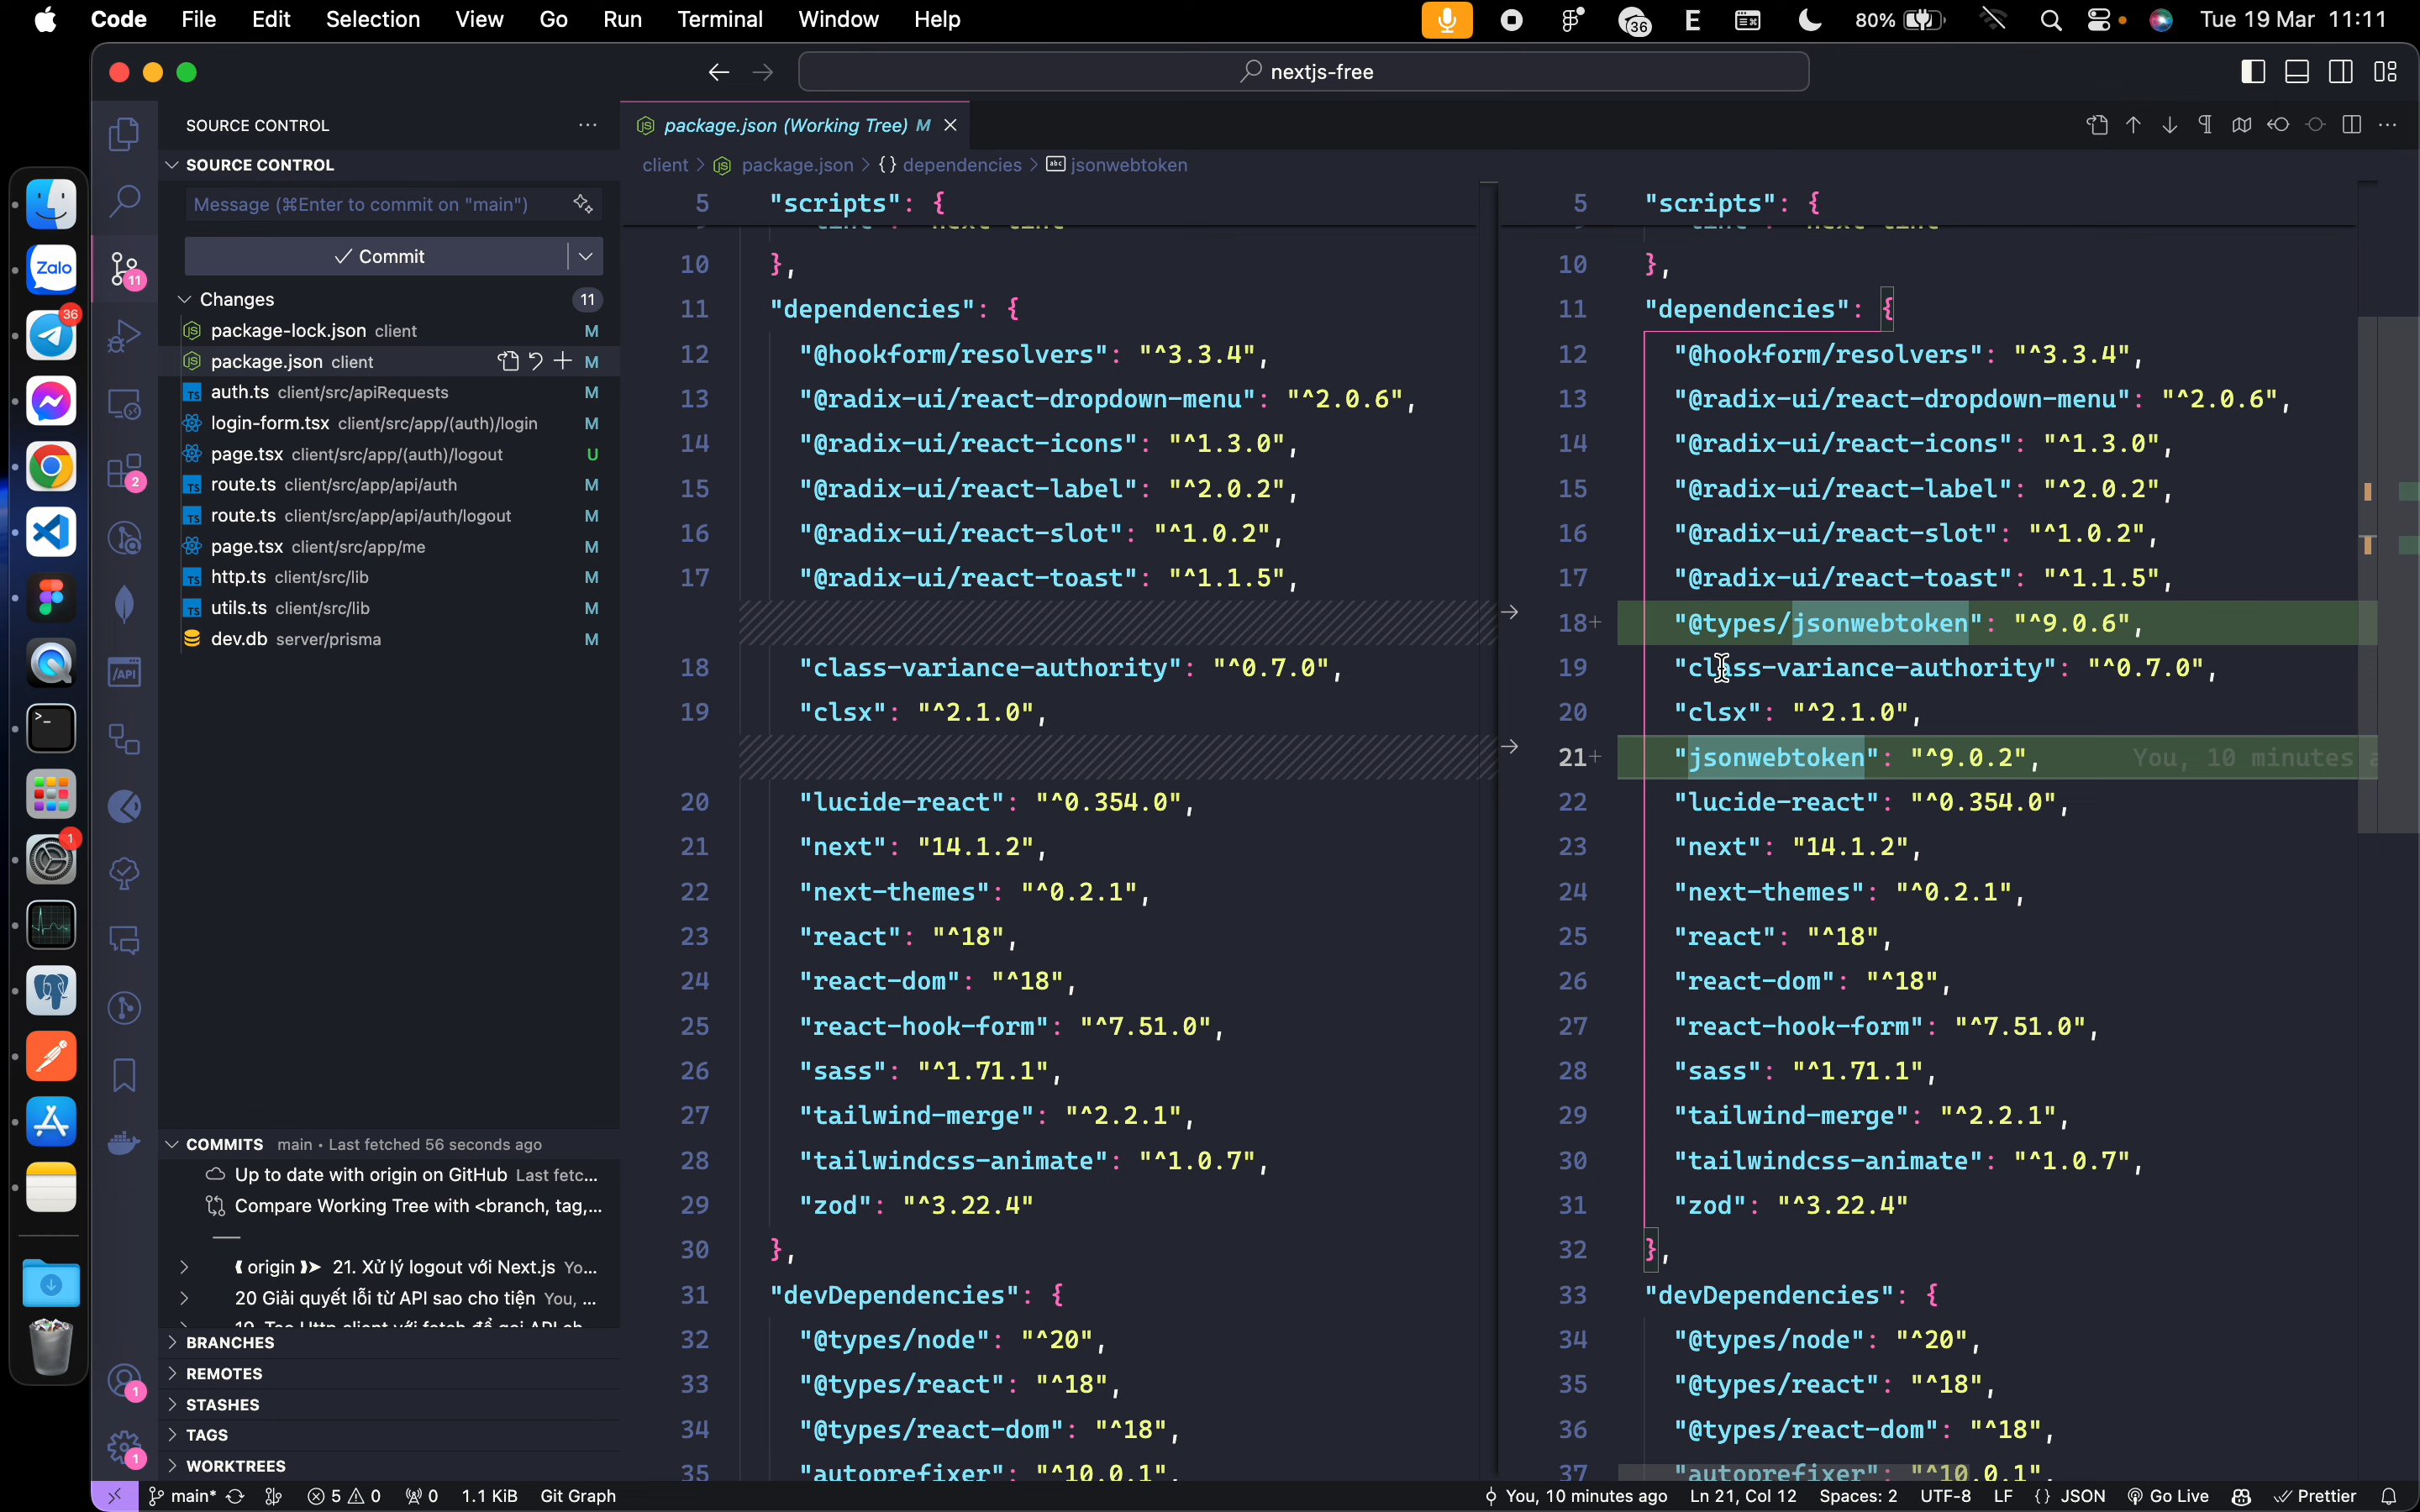 Code File Edit Selection View Go Run Terminal Window Help
36 E 80% Tue 19 Mar 11:11
nextjs-free
SOURCE CONTROL
SOURCE CONTROL
Message (⌘Enter to commit on "main")
Commit
Changes 11
package-lock.json client M
package.json client M
auth.ts client/src/apiRequests M
login-form.tsx client/src/app/(auth)/login M
page.tsx client/src/app/(auth)/logout U
route.ts client/src/app/api/auth M
route.ts client/src/app/api/auth/logout M
page.tsx client/src/app/me M
http.ts client/src/lib M
utils.ts client/src/lib M
dev.db server/prisma M
COMMITS main • Last fetched 56 seconds ago
Up to date with origin on GitHub Last fetc...
Compare Working Tree with <branch, tag,...
origin 21. Xử lý logout với Next.js Yo...
20 Giải quyết lỗi từ API sao cho tiện You, ...
BRANCHES
REMOTES
STASHES
TAGS
WORKTREES
Zalo
36
1
11
2
/API
1
1
package.json (Working Tree) M
client > package.json > {} dependencies > abc jsonwebtoken
5 "scripts": {
10 },
11 "dependencies": {
12 "@hookform/resolvers": "^3.3.4",
13 "@radix-ui/react-dropdown-menu": "^2.0.6",
14 "@radix-ui/react-icons": "^1.3.0",
15 "@radix-ui/react-label": "^2.0.2",
16 "@radix-ui/react-slot": "^1.0.2",
17 "@radix-ui/react-toast": "^1.1.5",
18 "class-variance-authority": "^0.7.0",
19 "clsx": "^2.1.0",
20 "lucide-react": "^0.354.0",
21 "next": "14.1.2",
22 "next-themes": "^0.2.1",
23 "react": "^18",
24 "react-dom": "^18",
25 "react-hook-form": "^7.51.0",
26 "sass": "^1.71.1",
27 "tailwind-merge": "^2.2.1",
28 "tailwindcss-animate": "^1.0.7",
29 "zod": "^3.22.4"
30 },
31 "devDependencies": {
32 "@types/node": "^20",
33 "@types/react": "^18",
34 "@types/react-dom": "^18",
35 "autoprefixer": "^10.0.1",
5 "scripts": {
10 },
11 "dependencies": {
12 "@hookform/resolvers": "^3.3.4",
13 "@radix-ui/react-dropdown-menu": "^2.0.6",
14 "@radix-ui/react-icons": "^1.3.0",
15 "@radix-ui/react-label": "^2.0.2",
16 "@radix-ui/react-slot": "^1.0.2",
17 "@radix-ui/react-toast": "^1.1.5",
18+ "@types/jsonwebtoken": "^9.0.6",
19 "class-variance-authority": "^0.7.0",
20 "clsx": "^2.1.0",
21+ "jsonwebtoken": "^9.0.2", You, 10 minutes a
22 "lucide-react": "^0.354.0",
23 "next": "14.1.2",
24 "next-themes": "^0.2.1",
25 "react": "^18",
26 "react-dom": "^18",
27 "react-hook-form": "^7.51.0",
28 "sass": "^1.71.1",
29 "tailwind-merge": "^2.2.1",
30 "tailwindcss-animate": "^1.0.7",
31 "zod": "^3.22.4"
32 },
33 "devDependencies": {
34 "@types/node": "^20",
35 "@types/react": "^18",
36 "@types/react-dom": "^18",
37 "autoprefixer": "^10.0.1",
main* 5 0 0 1.1 KiB Git Graph You, 10 minutes ago Ln 21, Col 12 Spaces: 2 UTF-8 LF {} JSON Go Live Prettier